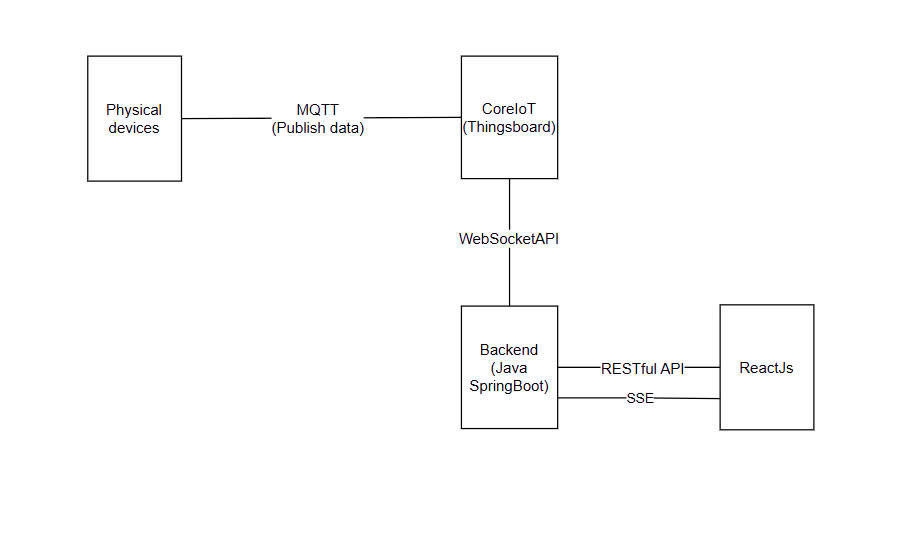 Physical
devices
MQTT
(Publish data)
CoreIoT
(Thingsboard)
WebSocketAPI
Backend
(Java
SpringBoot)
RESTful API
SSE
ReactJs